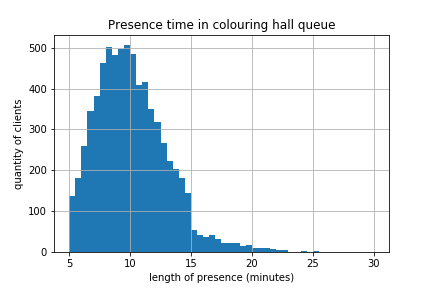 Presence time in colouring hall queue
500
400
300
200
100
0
quantity of clients
5 10 15 20 25 30
length of presence (minutes)